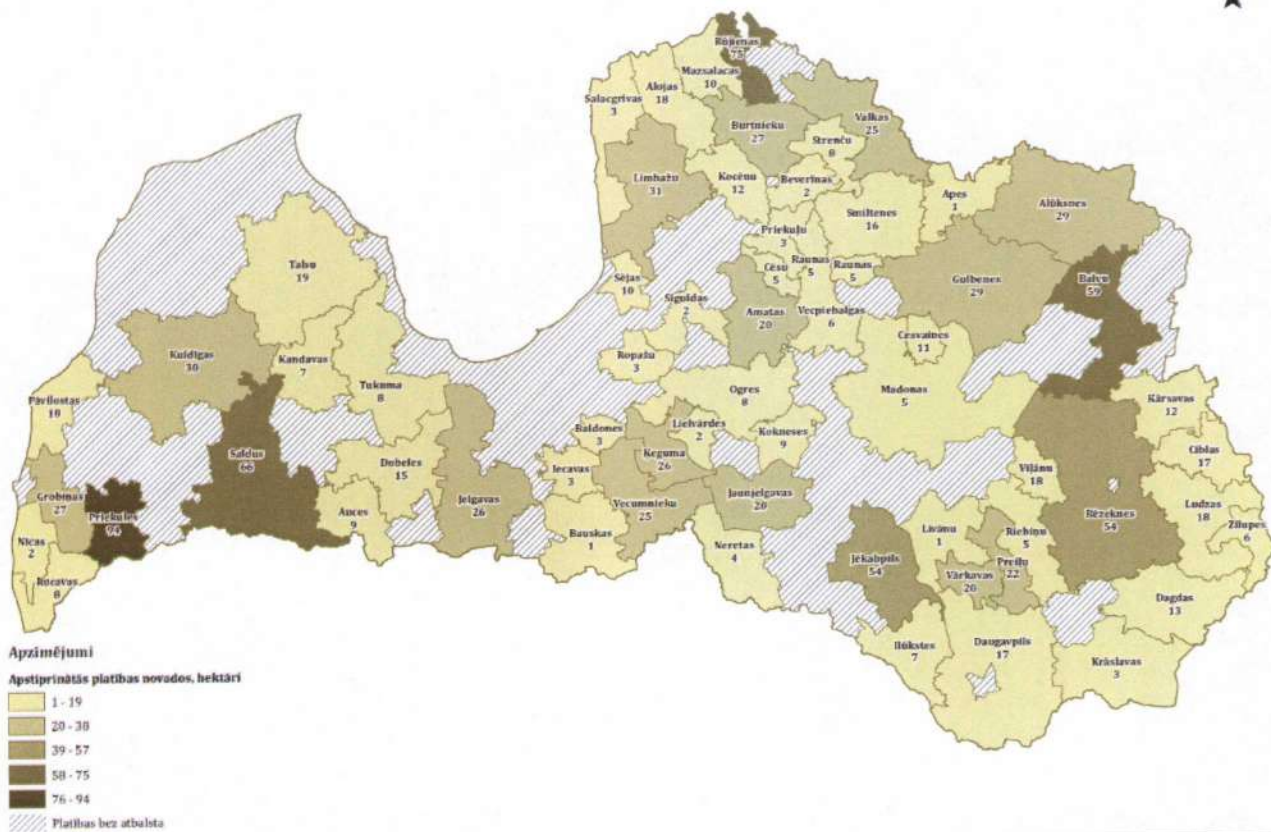 Rūjienas
75
Mazsalacas
10
Alojas
18
Salacgrīvas
3
Burtnieku
27
Valkas
25
Strenču
8
Limbažu
31
Kocēnu
12
Beverīnas
2
Apes
1
Alūksnes
29
Smiltenes
16
Priekuļu
3
Raunas
5
Raunas
5
Cēsu
5
Gulbenes
29
Balvu
59
Talsu
19
Sējas
10
Siguldas
2
Amatas
20
Vecpiebalgas
6
Cesvaines
11
Kuldīgas
30
Kandavas
7
Tukuma
8
Ropažu
3
Ogres
8
Madonas
5
Kārsavas
12
Pāvilostas
18
Baldones
3
Lielvārdes
2
Kokneses
9
Ciblas
17
Saldus
66
Dobeles
15
Iecavas
3
Ķeguma
26
Viļānu
18
Ludzas
18
Grobiņas
27
Priekules
94
Auces
9
Jelgavas
26
Vecumnieku
25
Jaunjelgavas
20
Rēzeknes
54
Zilupes
6
Nīcas
2
Bauskas
1
Neretas
4
Jēkabpils
54
Līvānu
1
Riebiņu
5
Preiļu
22
Vārkavas
20
Rucavas
8
Dagdas
13
Ilūkstes
7
Daugavpils
17
Krāslavas
3
Apzīmējumi
Apstiprinātās platības novados, hektāri
1 - 19
20 - 38
39 - 57
58 - 75
76 - 94
Platības bez atbalsta